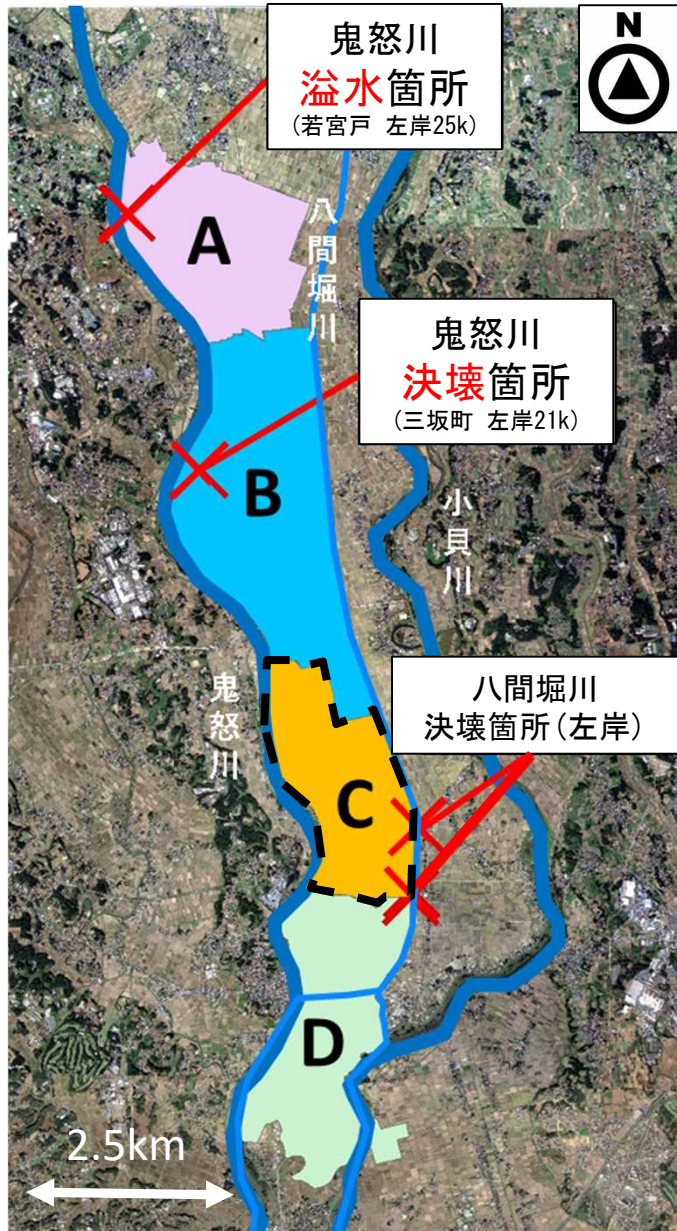 鬼怒川
溢水箇所
(若宮戸 左岸25k)
N
A
八間堀川
鬼怒川
決壊箇所
(三坂町 左岸21k)
B
小貝川
鬼怒川
八間堀川
決壊箇所(左岸)
C
D
2.5km